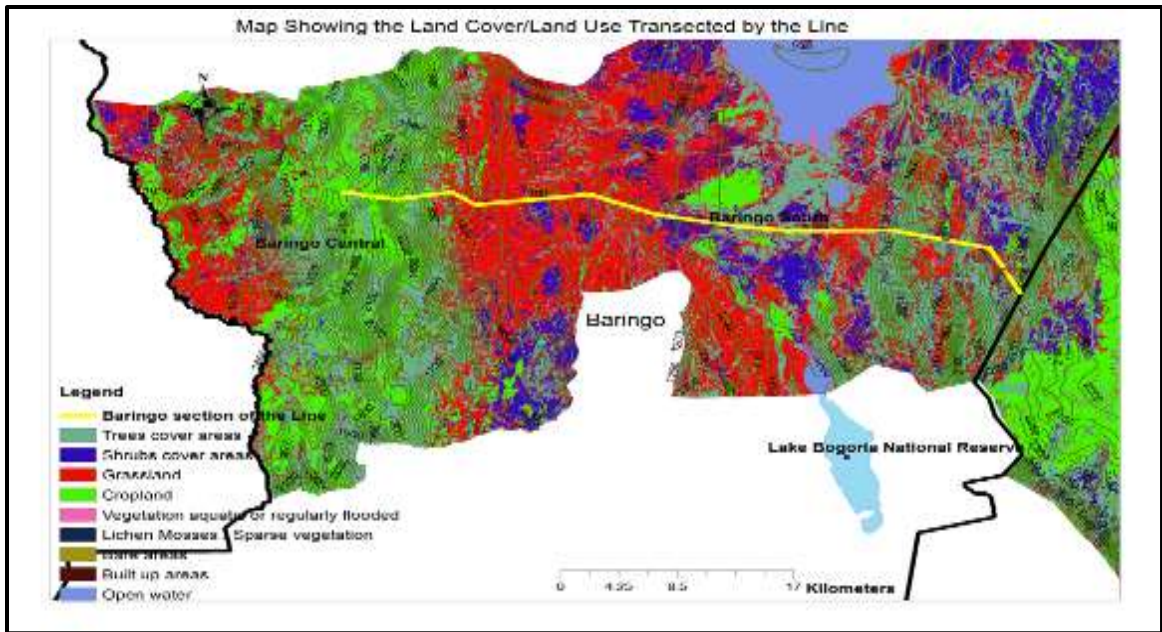 Map Showing the Land Cover/Land Use Transected by the Line
N
Baringo South
Baringo Central
Baringo
Legend
Baringo section of the Line
Trees cover areas
Shrubs cover areas
Grassland
Cropland
Vegetation aquatic or regularly flooded
Lichen Mosses / Sparse vegetation
Bare areas
Built up areas
Open water
Lake Bogoria National Reserve
0 4.25 8.5 17
Kilometers